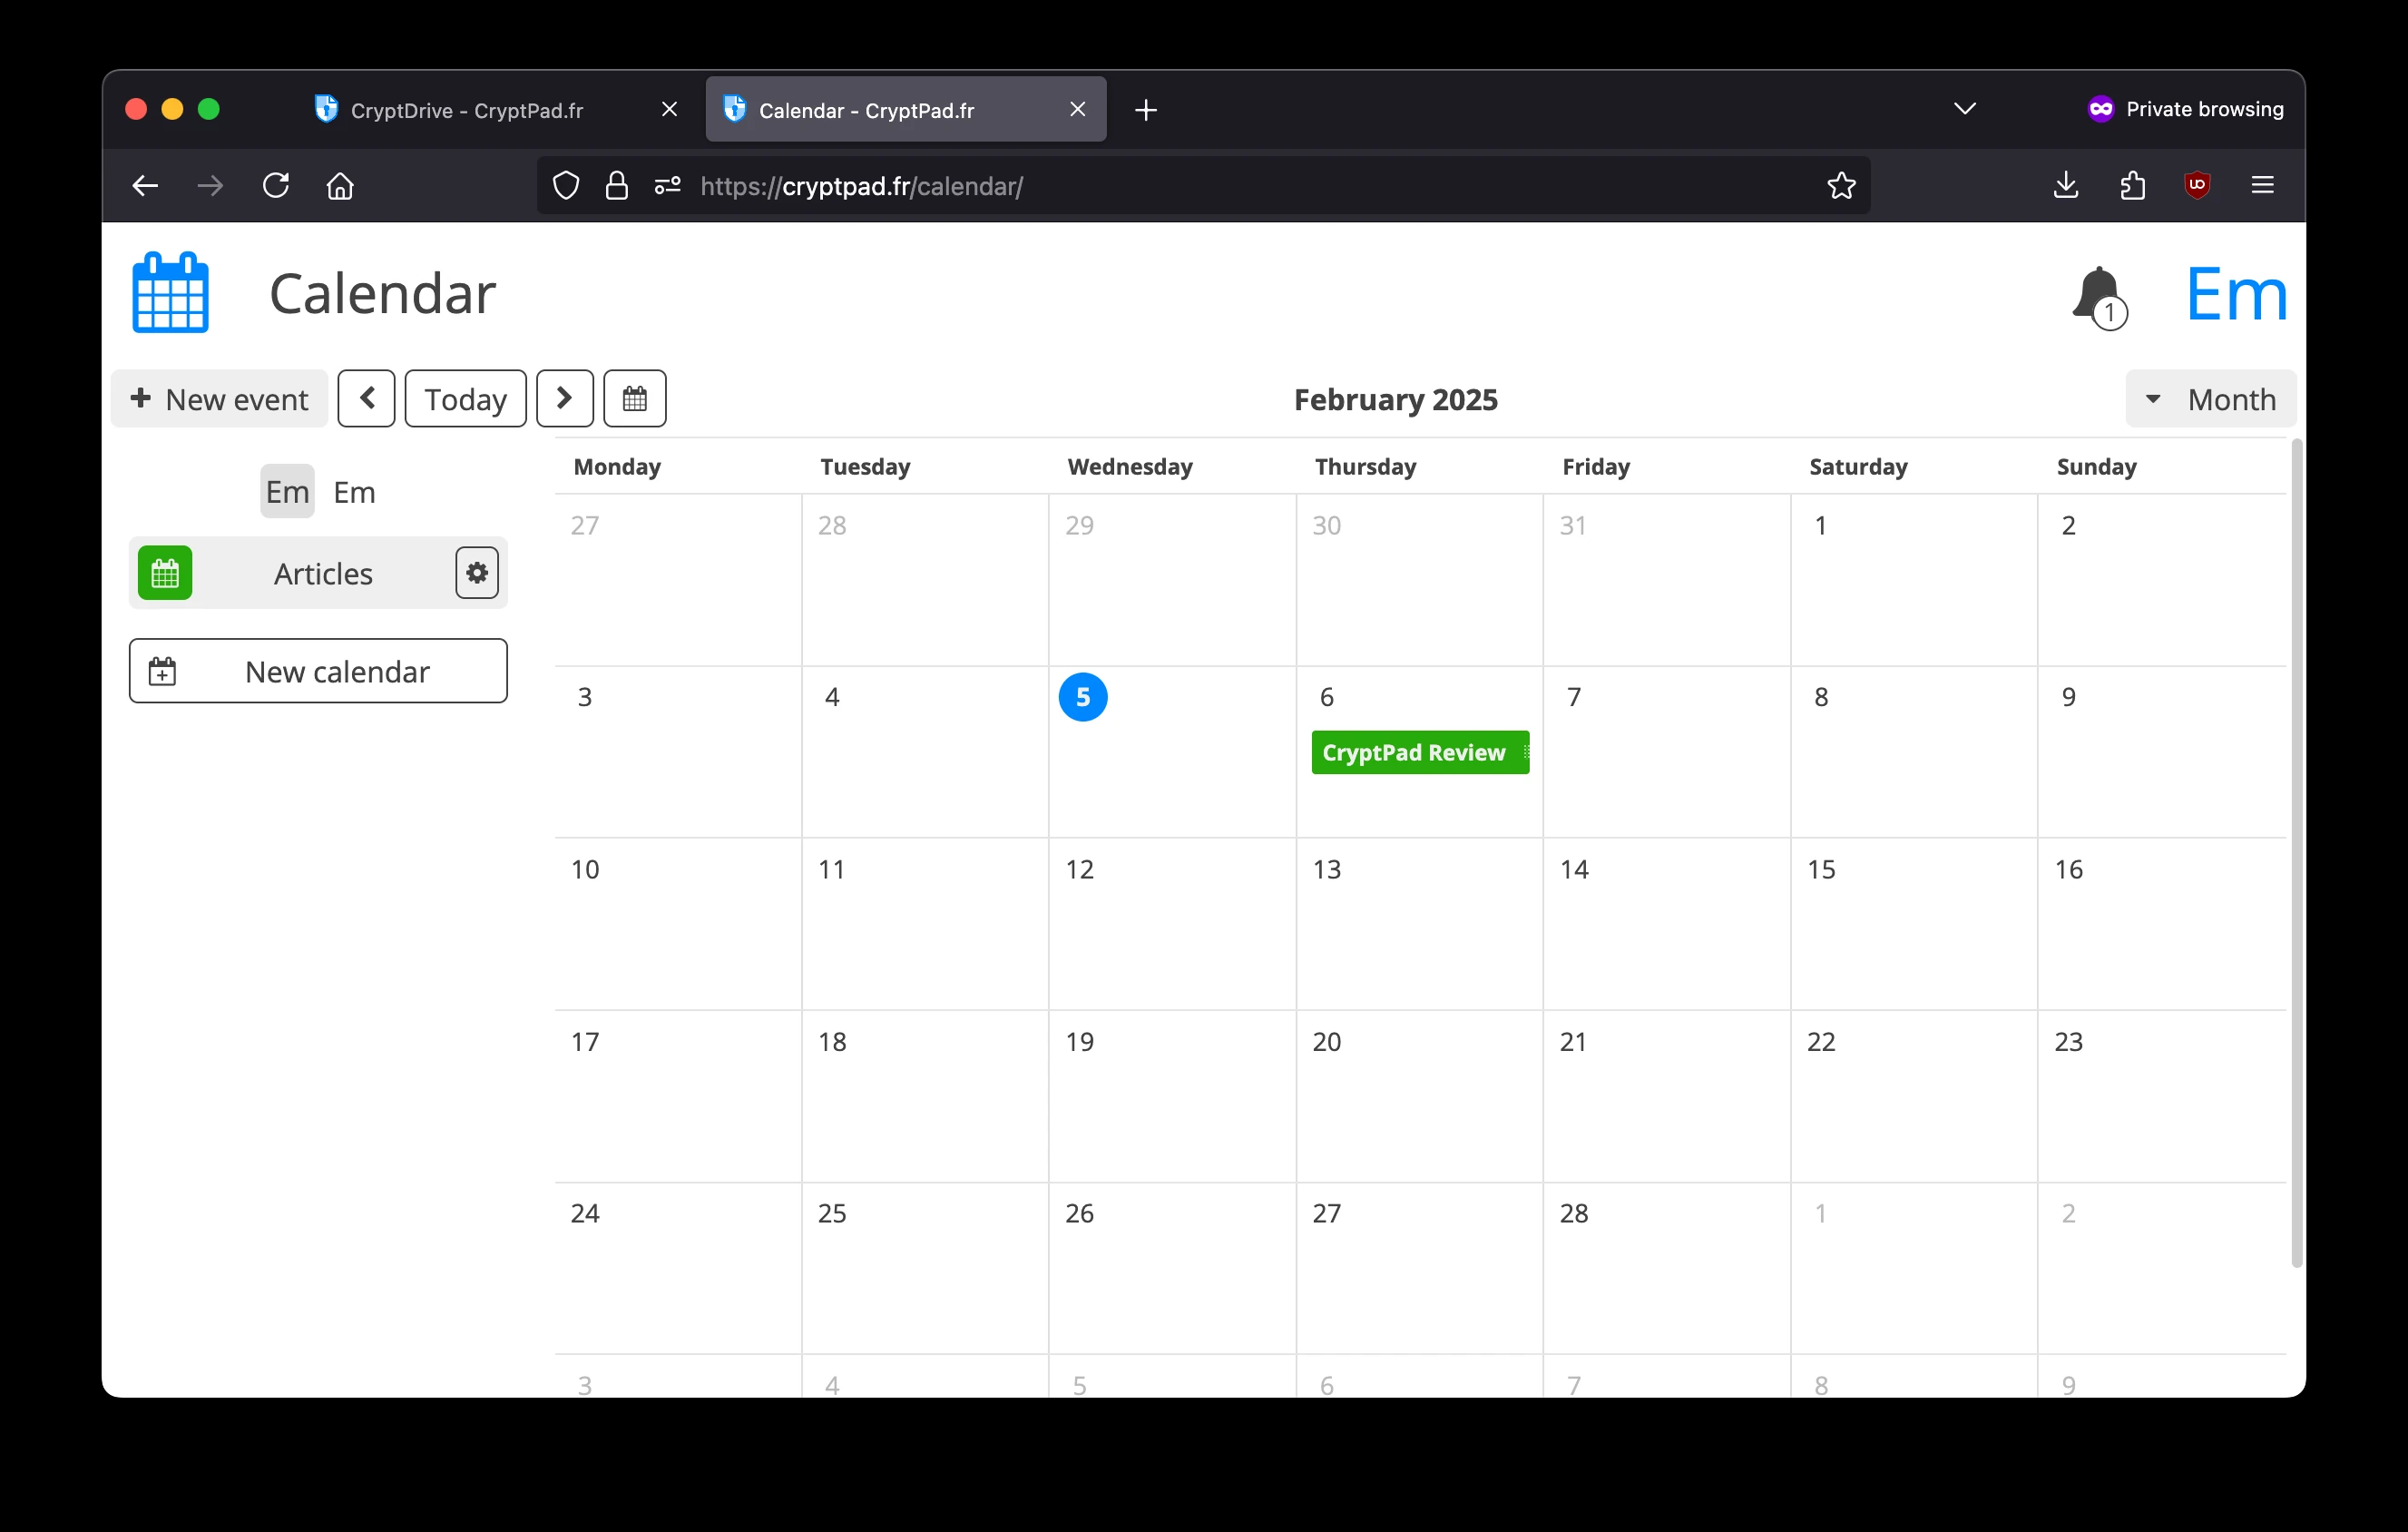 CryptDrive - CryptPad.fr
Calendar - CryptPad.fr
Private browsing
https://cryptpad.fr/calendar/
Calendar
1
Em
New event
Today
February 2025
Month
Em Em
Articles
New calendar
Monday Tuesday Wednesday Thursday Friday Saturday Sunday
27 28 29 30 31 1 2
3 4 5 6 7 8 9
CryptPad Review
10 11 12 13 14 15 16
17 18 19 20 21 22 23
24 25 26 27 28 1 2
3 4 5 6 7 8 9